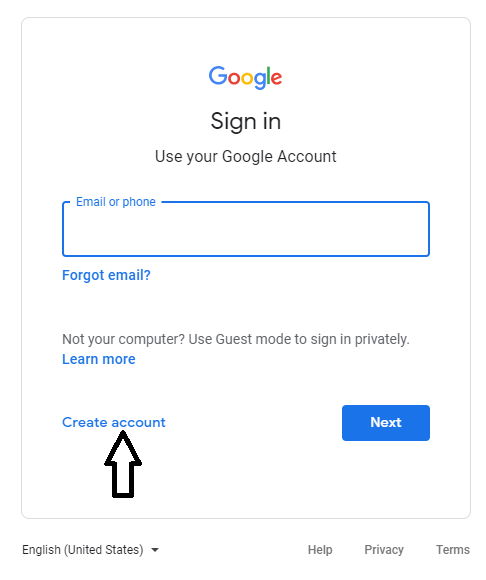 Google
Sign in
Use your Google Account
Email or phone
Forgot email?
Not your computer? Use Guest mode to sign in privately.
Learn more
Create account
Next
English (United States)
Help
Privacy
Terms